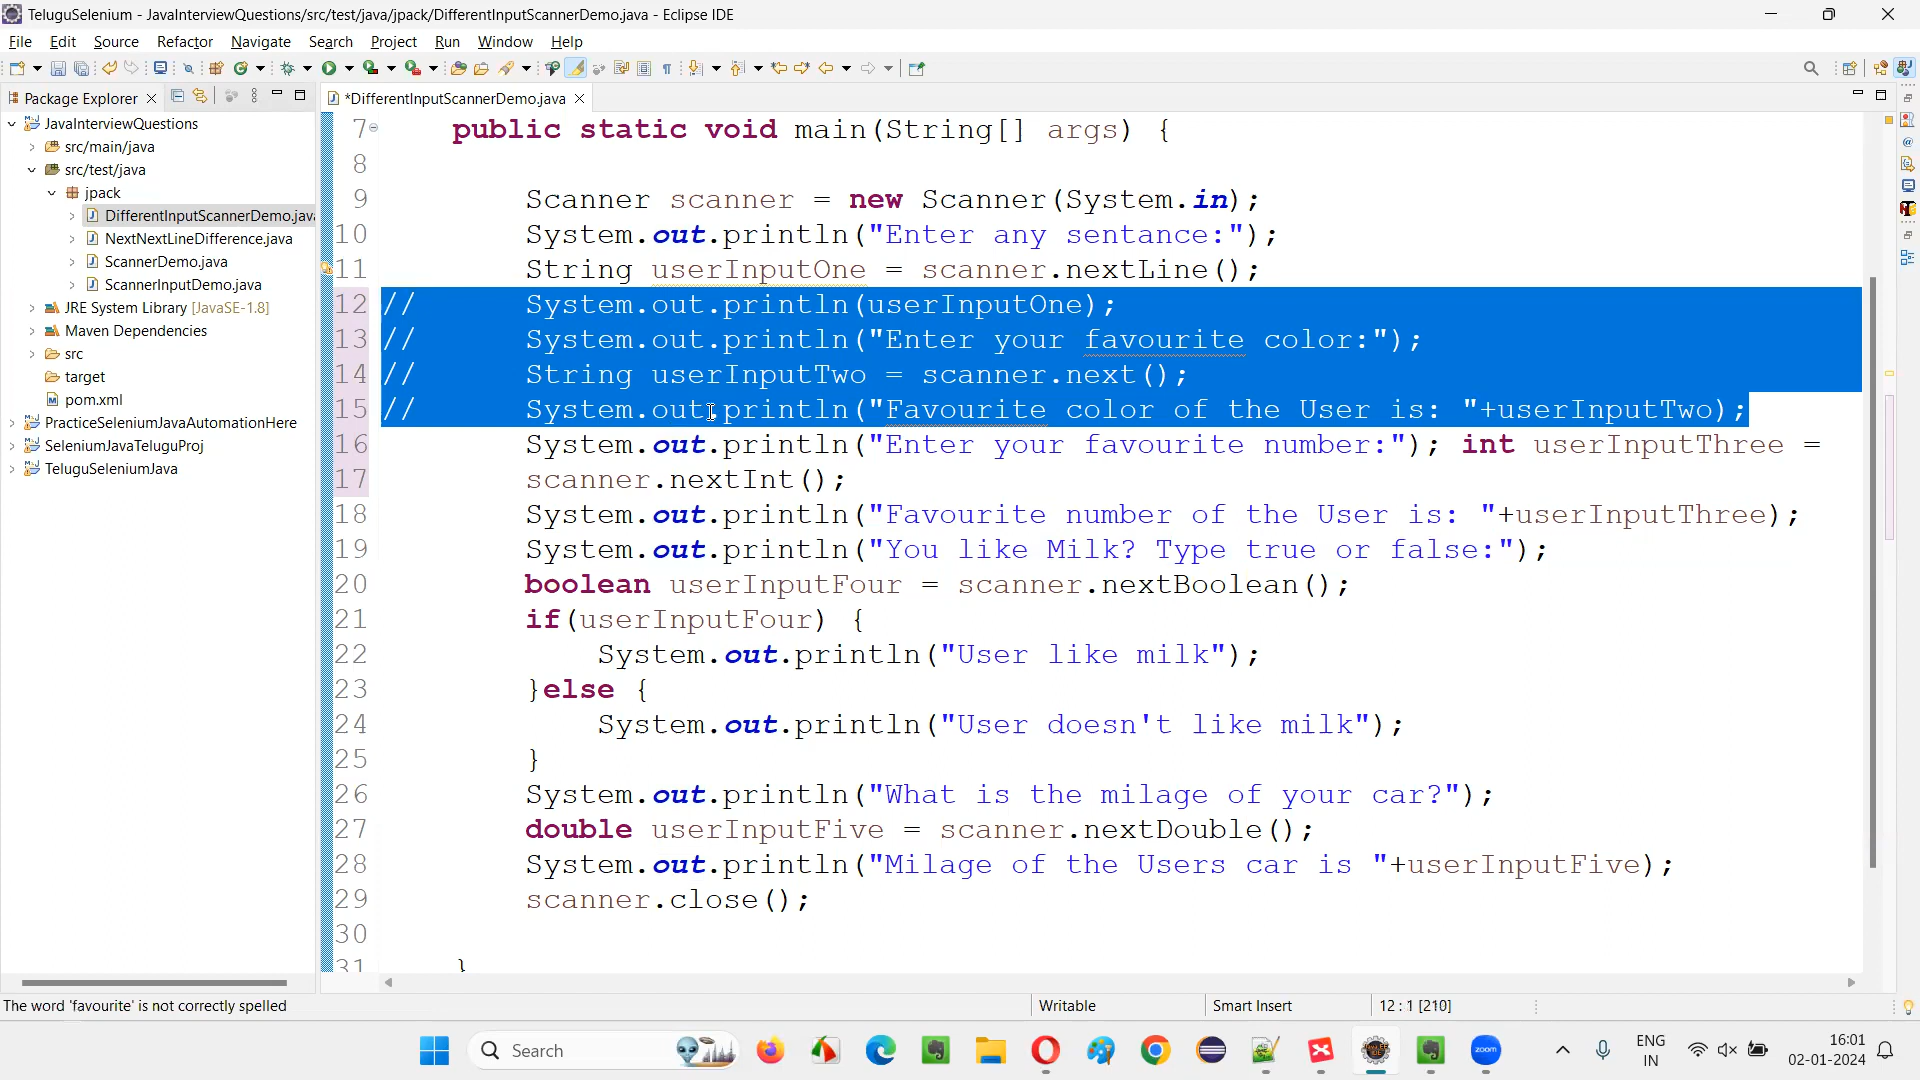 TeluguSelenium - JavaInterviewQuestions/src/test/java/jpack/DifferentInputScannerDemo.java - Eclipse IDE
File Edit Source Refactor Navigate Search Project Run Window Help
Package Explorer
*DifferentInputScannerDemo.java
JavaInterviewQuestions
src/main/java
src/test/java
jpack
DifferentInputScannerDemo.java
NextNextLineDifference.java
ScannerDemo.java
ScannerInputDemo.java
JRE System Library [JavaSE-1.8]
Maven Dependencies
src
target
pom.xml
PracticeSeleniumJavaAutomationHere
SeleniumJavaTeluguProj
TeluguSeleniumJava
7 public static void main(String[] args) {
8
9 Scanner scanner = new Scanner(System.in);
10 System.out.println("Enter any sentance:");
11 String userInputOne = scanner.nextLine();
12 // System.out.println(userInputOne);
13 // System.out.println("Enter your favourite color:");
14 // String userInputTwo = scanner.next();
15 // System.out.println("Favourite color of the User is: "+userInputTwo);
16 System.out.println("Enter your favourite number:"); int userInputThree =
17 scanner.nextInt();
18 System.out.println("Favourite number of the User is: "+userInputThree);
19 System.out.println("You like Milk? Type true or false:");
20 boolean userInputFour = scanner.nextBoolean();
21 if(userInputFour) {
22 System.out.println("User like milk");
23 }else {
24 System.out.println("User doesn't like milk");
25 }
26 System.out.println("What is the milage of your car?");
27 double userInputFive = scanner.nextDouble();
28 System.out.println("Milage of the Users car is "+userInputFive);
29 scanner.close();
30
31 }
The word 'favourite' is not correctly spelled
Writable
Smart Insert
12 : 1 [210]
Search
zoom
ENG
IN
16:01
02-01-2024